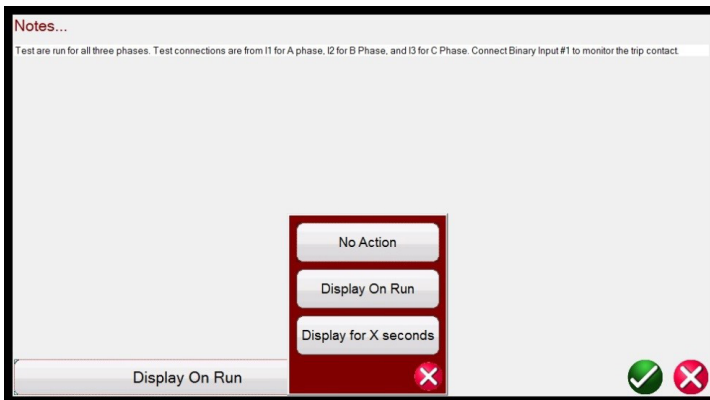 Notes...
Test are run for all three phases. Test connections are from I1 for A phase, I2 for B Phase, and I3 for C Phase. Connect Binary Input #1 to monitor the trip contact.
No Action
Display On Run
Display for X seconds
Display On Run